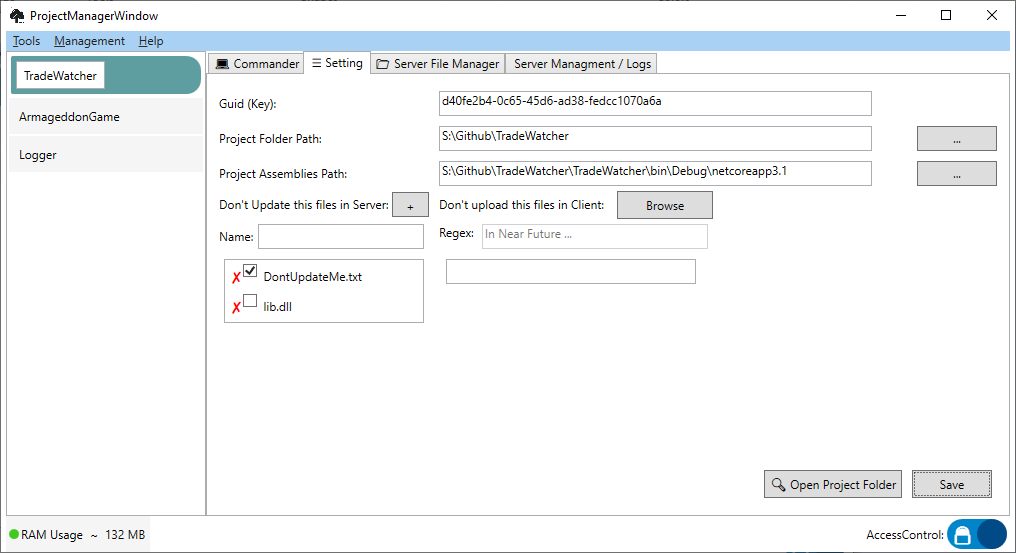 ProjectManagerWindow
Tools Management Help
TradeWatcher
ArmageddonGame
Logger
Commander Setting Server File Manager Server Managment / Logs
Guid (Key): d40fe2b4-0c65-45d6-ad38-fedcc1070a6a
Project Folder Path: S:\Github\TradeWatcher ...
Project Assemblies Path: S:\Github\TradeWatcher\TradeWatcher\bin\Debug\netcoreapp3.1 ...
Don't Update this files in Server: + Don't upload this files in Client: Browse
Name: Regex: In Near Future ...
DontUpdateMe.txt
lib.dll
Open Project Folder Save
RAM Usage ~ 132 MB AccessControl: